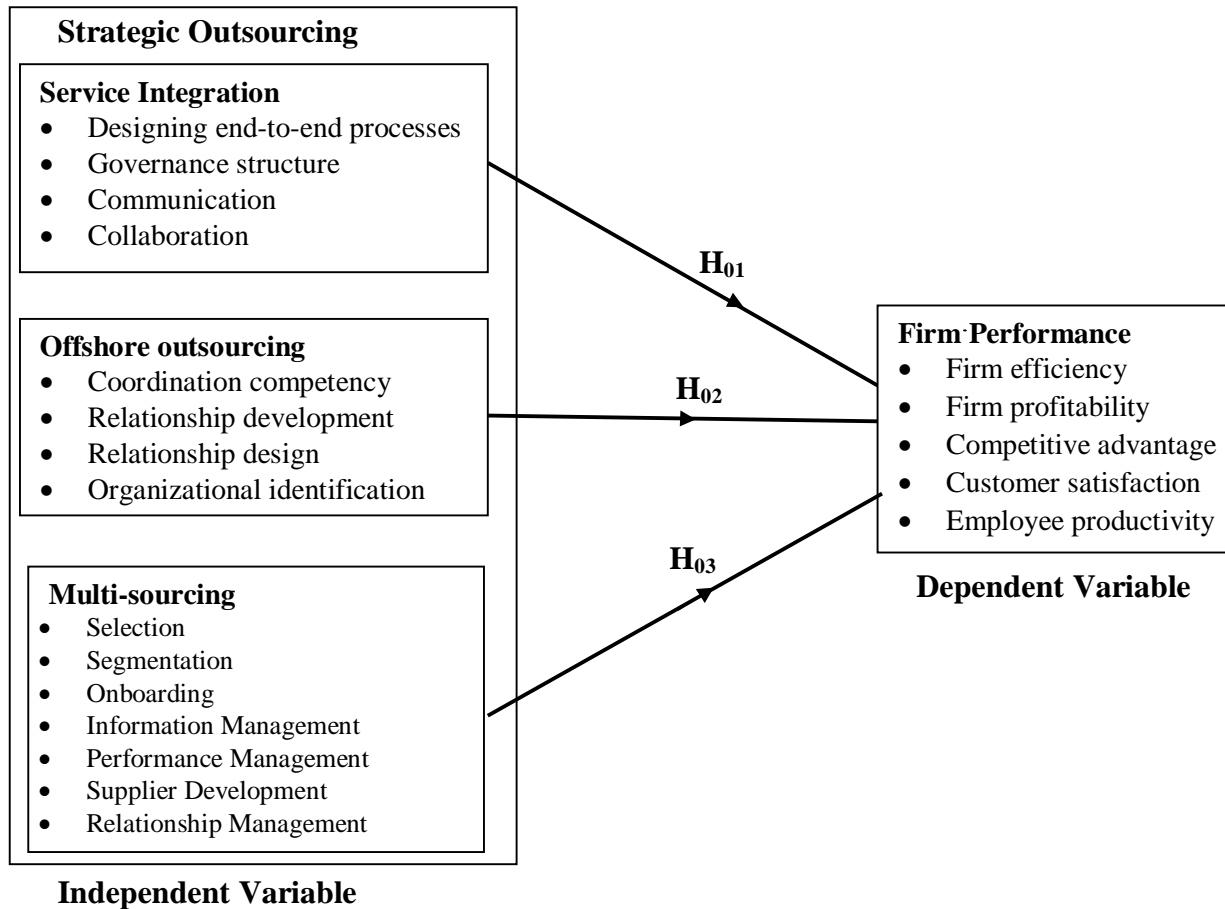 Strategic Outsourcing
Service Integration
• Designing end-to-end processes
• Governance structure
• Communication
• Collaboration
H01
Offshore outsourcing
• Coordination competency
• Relationship development
• Relationship design
• Organizational identification
H02
Multi-sourcing
• Selection
• Segmentation
• Onboarding
• Information Management
• Performance Management
• Supplier Development
• Relationship Management
H03
Independent Variable
Firm Performance
• Firm efficiency
• Firm profitability
• Competitive advantage
• Customer satisfaction
• Employee productivity
Dependent Variable